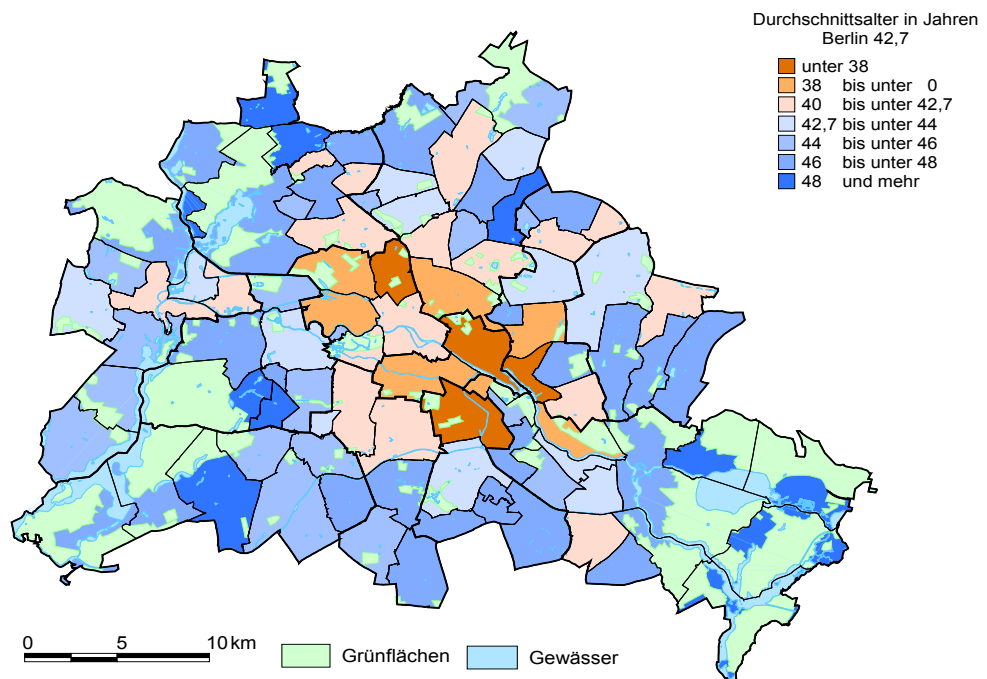 Durchschnittsalter in Jahren
Berlin 42,7
unter 38
38 bis unter 0
40 bis unter 42,7
42,7 bis unter 44
44 bis unter 46
46 bis unter 48
48 und mehr
0 5 10 km
Grünflächen Gewässer